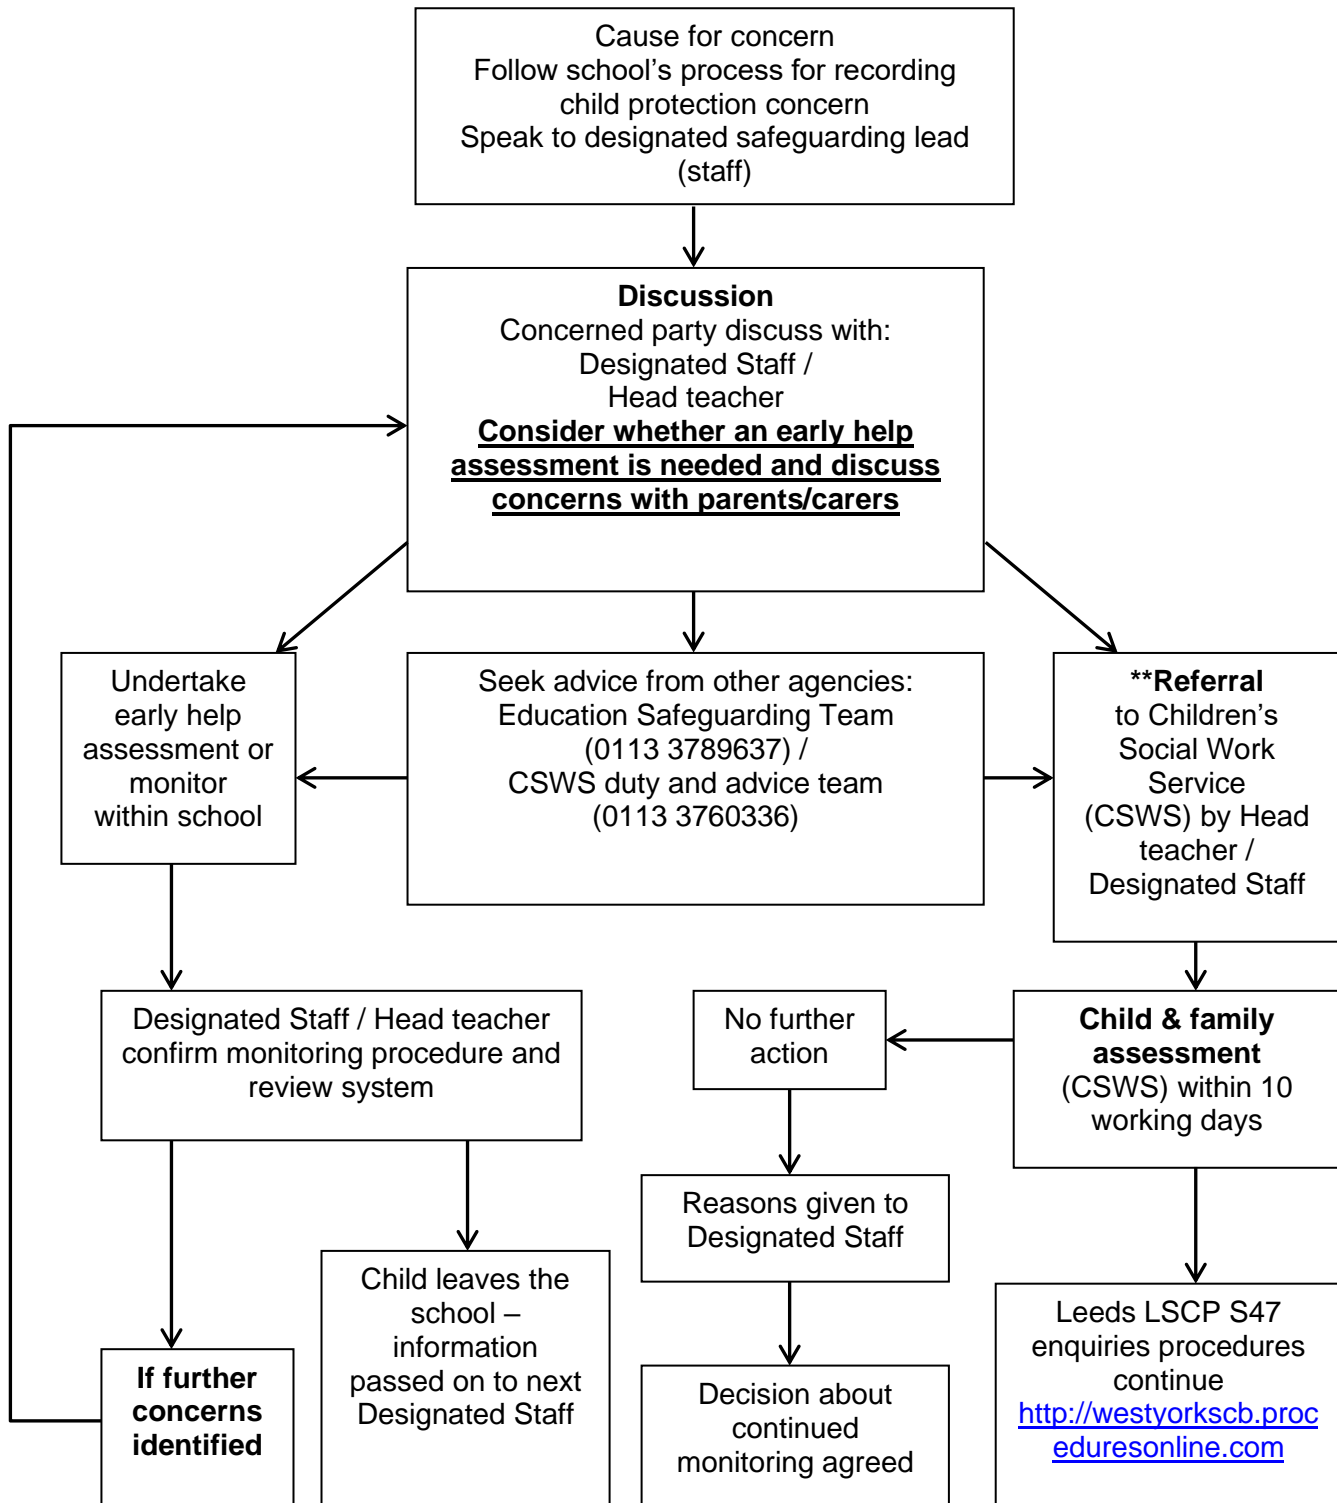 Cause for concern
Follow school’s process for recording
child protection concern
Speak to designated safeguarding lead
(staff)
Discussion
Concerned party discuss with:
Designated Staff /
Head teacher
Consider whether an early help
assessment is needed and discuss
concerns with parents/carers
Undertake
early help
assessment or
monitor
within school
Seek advice from other agencies:
Education Safeguarding Team
(0113 3789637) /
CSWS duty and advice team
(0113 3760336)
**Referral
to Children’s
Social Work
Service
(CSWS) by Head
teacher /
Designated Staff
Designated Staff / Head teacher
confirm monitoring procedure and
review system
No further
action
Child & family
assessment
(CSWS) within 10
working days
Reasons given to
Designated Staff
If further
concerns
identified
Child leaves the
school –
information
passed on to next
Designated Staff
Decision about
continued
monitoring agreed
Leeds LSCP S47
enquiries procedures
continue
http://westyorkscb.proc
eduresonline.com